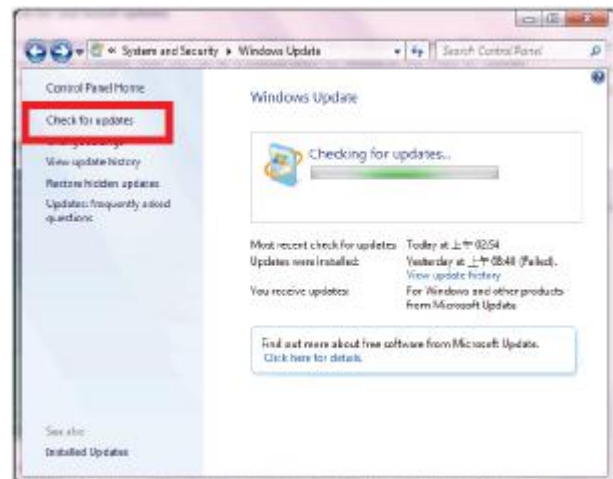 System and Security ▸ Windows Update
Search Control Panel
Control Panel Home
Check for updates
View update history
Restore hidden updates
Updates: frequently asked
questions
See also
Installed Updates
Windows Update
Checking for updates...
Most recent check for updates: Today at 上午 02:54
Updates were installed: Yesterday at 上午 08:40 (Failed).
View update history
You receive updates: For Windows and other products
from Microsoft Update
Find out more about free software from Microsoft Update.
Click here for details.